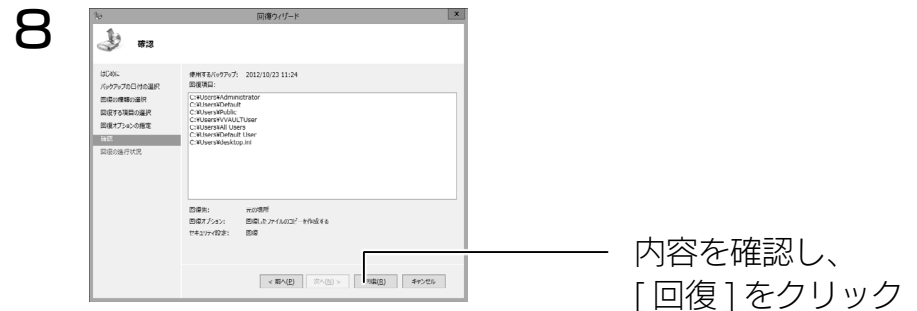 8
回復ウィザード
x
確認
はじめに
バックアップの日付の選択
回復の種類の選択
回復する項目の選択
回復オプションの指定
確認
回復の進行状況
使用するバックアップ: 2012/10/23 11:24
回復項目:
C:¥Users¥Administrator
C:¥Users¥Default
C:¥Users¥Public
C:¥Users¥VVAULTUser
C:¥Users¥All Users
C:¥Users¥Default User
C:¥Users¥desktop.ini
回復先: 元の場所
回復オプション: 回復したファイルのコピーを作成する
セキュリティ設定: 回復
< 前へ(P) 次へ(N) > 回復(R) キャンセル
内容を確認し、
[ 回復 ] をクリック